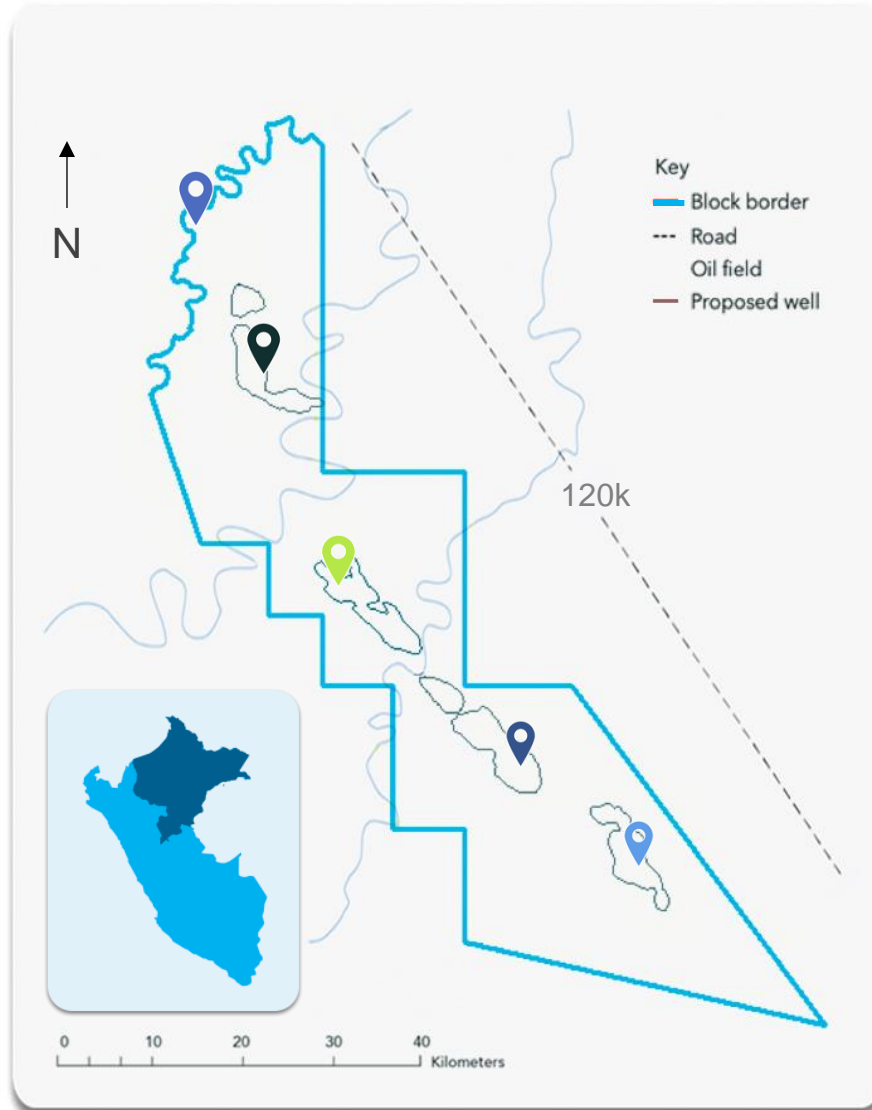 N
Key
Block border
Road
Oil field
Proposed well
120k
0 10 20 30 40
Kilometers